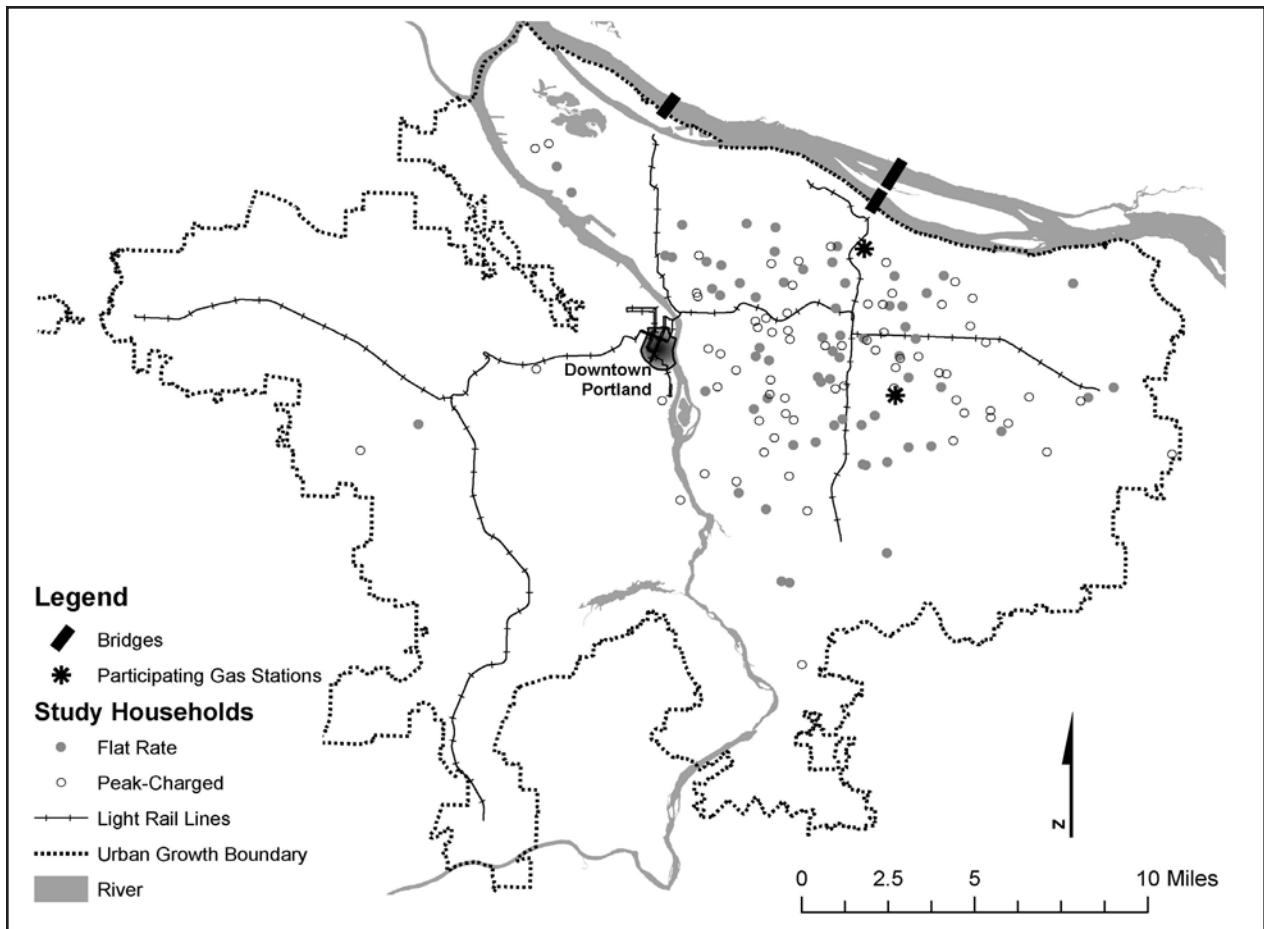 Downtown
Portland
Legend
Bridges
Participating Gas Stations
Study Households
Flat Rate
Peak-Charged
Light Rail Lines
Urban Growth Boundary
River
N
0 2.5 5 10 Miles